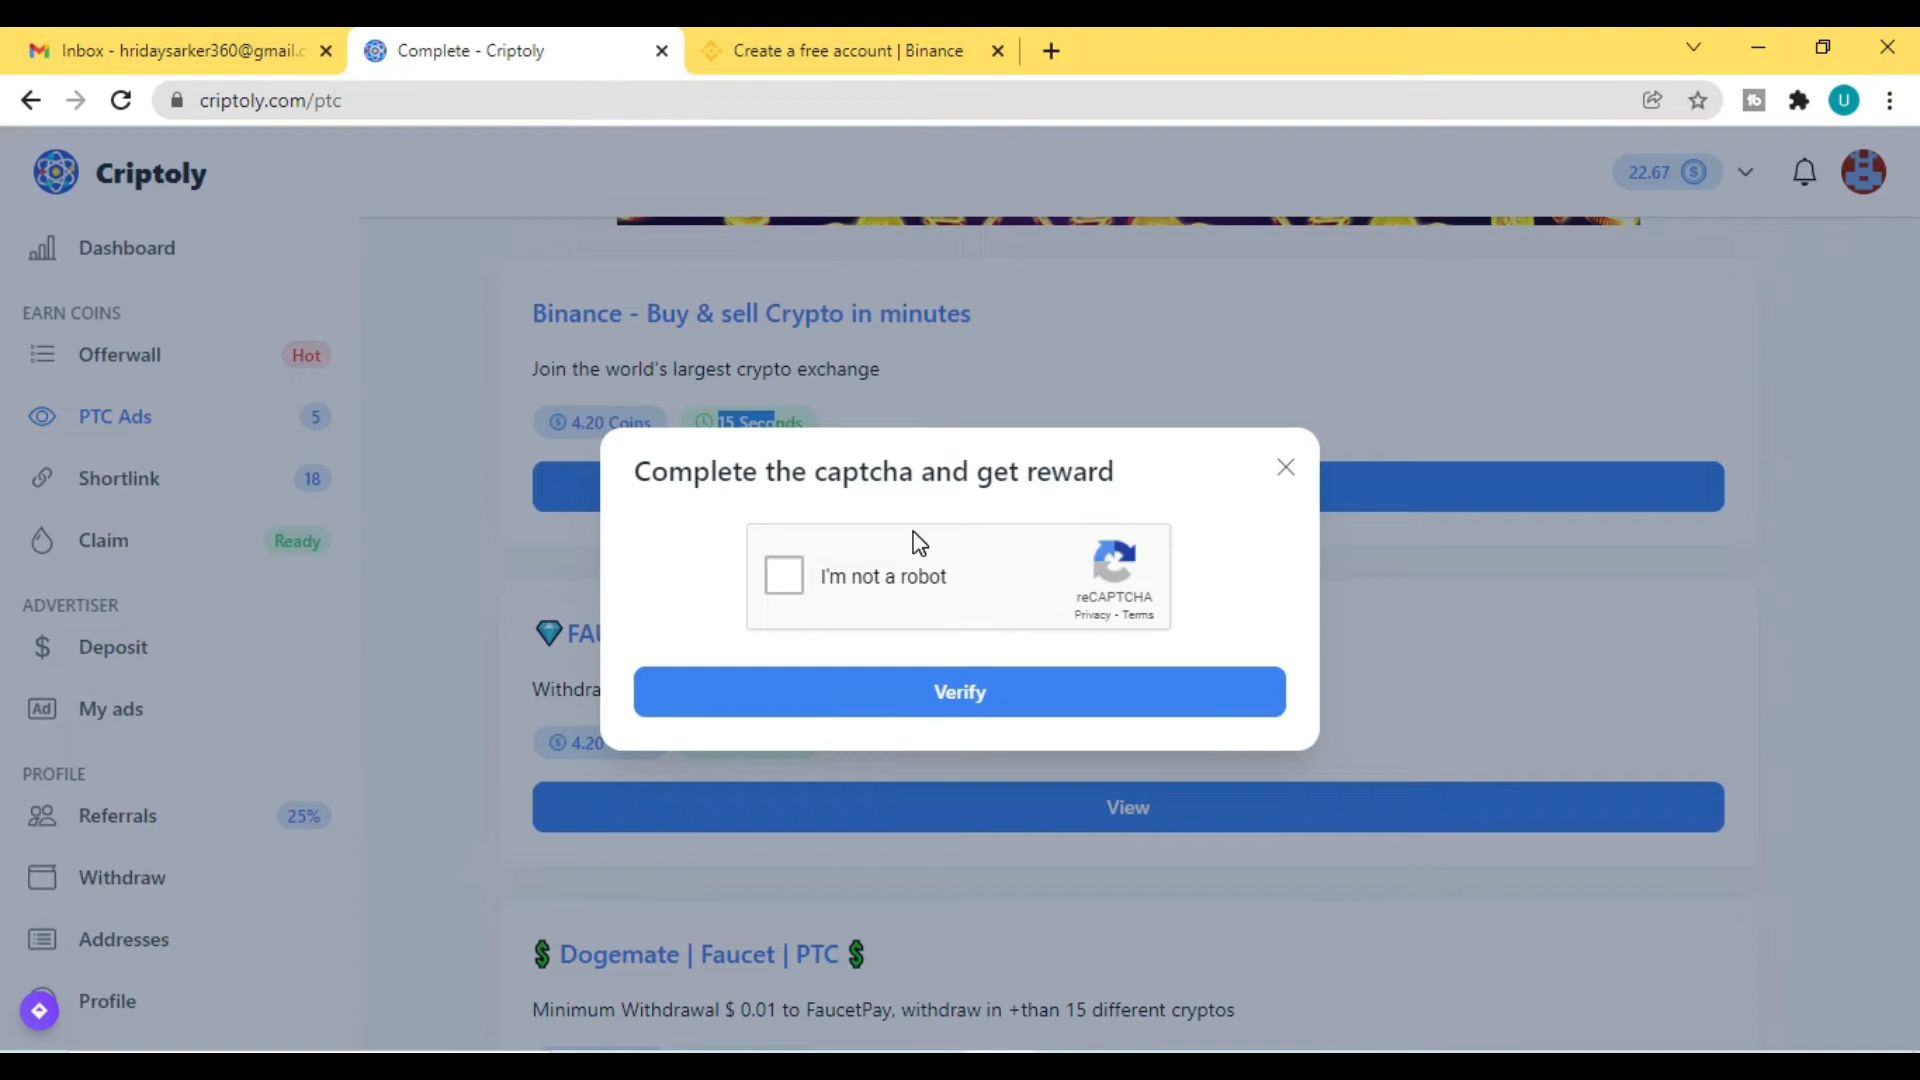 Inbox - hridaysarker360@gmail.c
Complete - Criptoly
Create a free account | Binance
criptoly.com/ptc
U
Criptoly
22.67
Dashboard
EARN COINS
Offerwall Hot
PTC Ads 5
Shortlink 18
Claim Ready
ADVERTISER
Deposit
Ad My ads
PROFILE
Referrals 25%
Withdraw
Addresses
Profile
Binance - Buy & sell Crypto in minutes
Join the world's largest crypto exchange
4.20 Coins 15 Seconds
Complete the captcha and get reward
I'm not a robot
reCAPTCHA
Privacy - Terms
Verify
💎FAU
Withdra
4.20
View
💲 Dogemate | Faucet | PTC 💲
Minimum Withdrawal $ 0.01 to FaucetPay, withdraw in +than 15 different cryptos